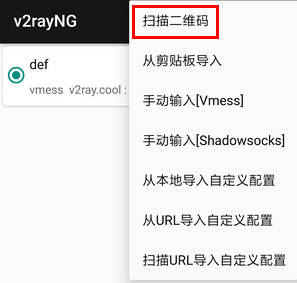 v2rayNG
def
vmess v2ray.cool :
扫描二维码
从剪贴板导入
手动输入[Vmess]
手动输入[Shadowsocks]
从本地导入自定义配置
从URL导入自定义配置
扫描URL导入自定义配置